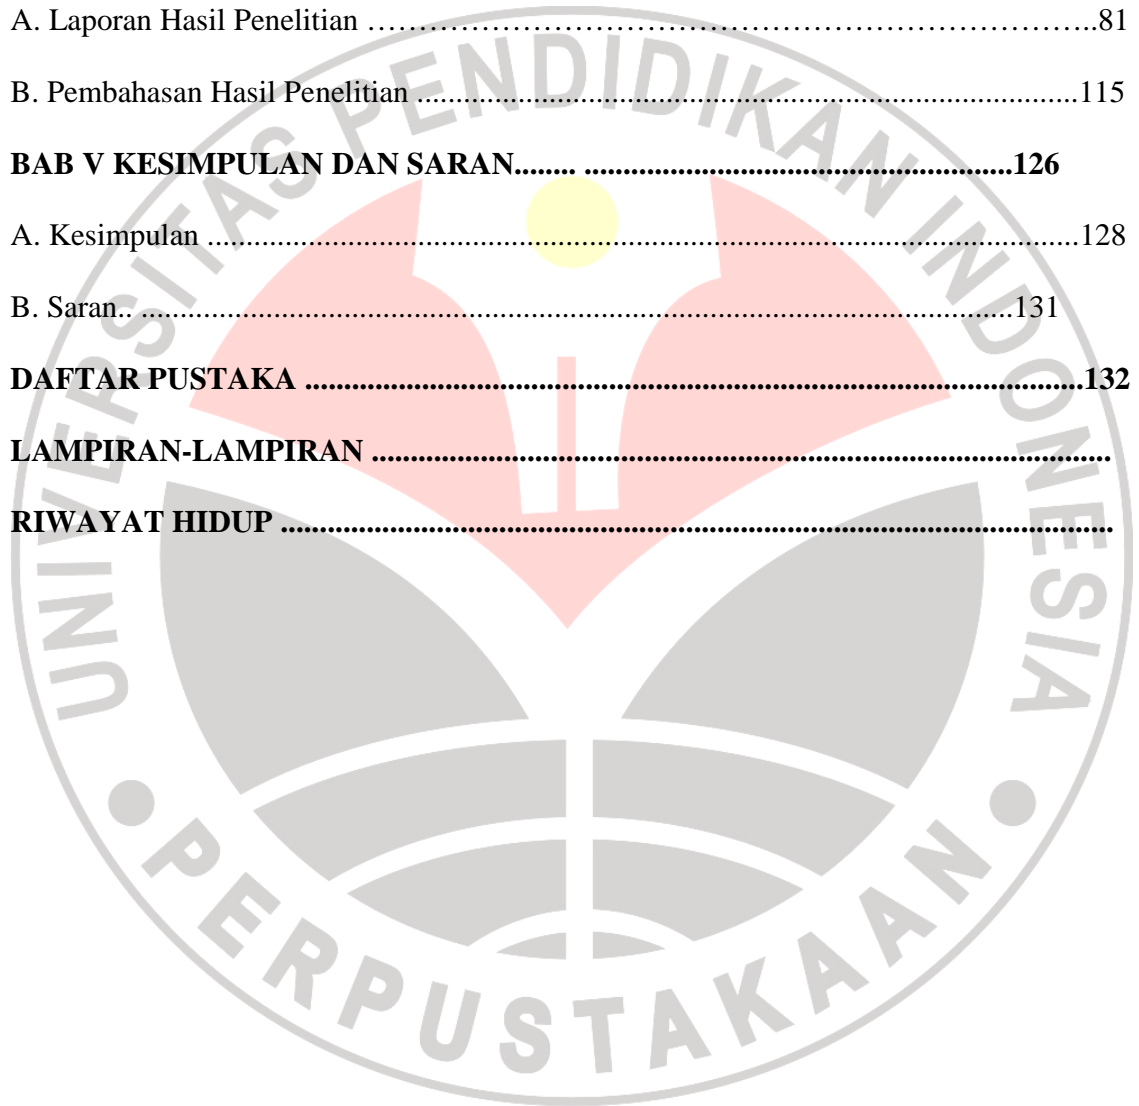 A. Laporan Hasil Penelitian ……………………………………………………………………..81
B. Pembahasan Hasil Penelitian ....................................................................................115
BAB V KESIMPULAN DAN SARAN........ ......................................................126
A. Kesimpulan ...............................................................................................................128
B. Saran.. ...............................................................................................................131
DAFTAR PUSTAKA ...................................................................................................132
LAMPIRAN-LAMPIRAN ..............................................................................................
RIWAYAT HIDUP ..........................................................................................................
UNIVERSITAS PENDIDIKAN INDONESIA
PERPUSTAKAAN